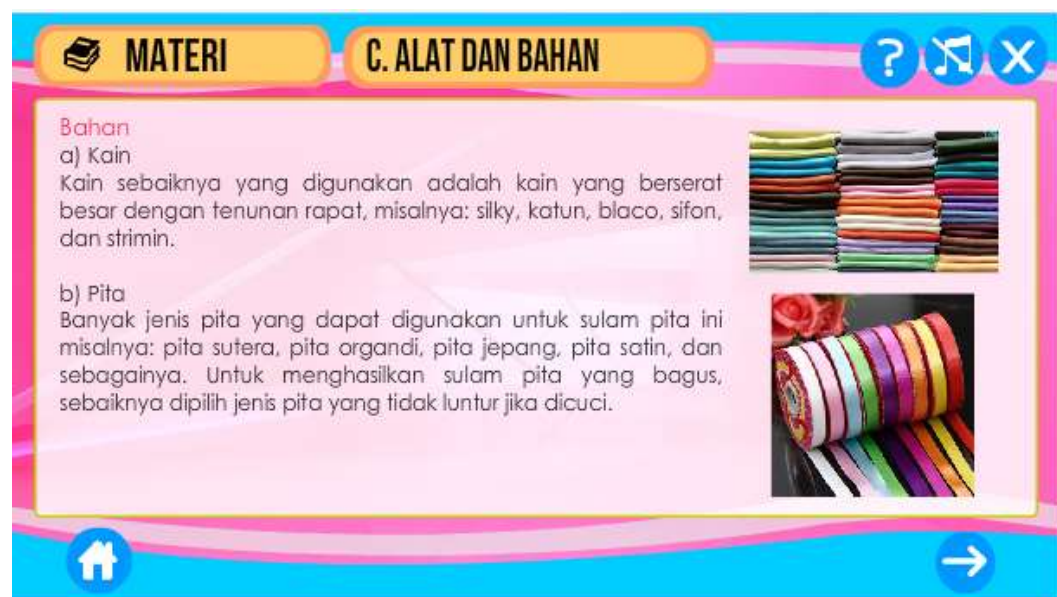 MATERI
C. ALAT DAN BAHAN
?
X
Bahan
a) Kain
Kain sebaiknya yang digunakan adalah kain yang berserat
besar dengan tenunan rapat, misalnya: silky, katun, blaco, sifon,
dan strimin.
b) Pita
Banyak jenis pita yang dapat digunakan untuk sulam pita ini
misalnya: pita sutera, pita organdi, pita jepang, pita satin, dan
sebagainya. Untuk menghasilkan sulam pita yang bagus,
sebaiknya dipilih jenis pita yang tidak luntur jika dicuci.